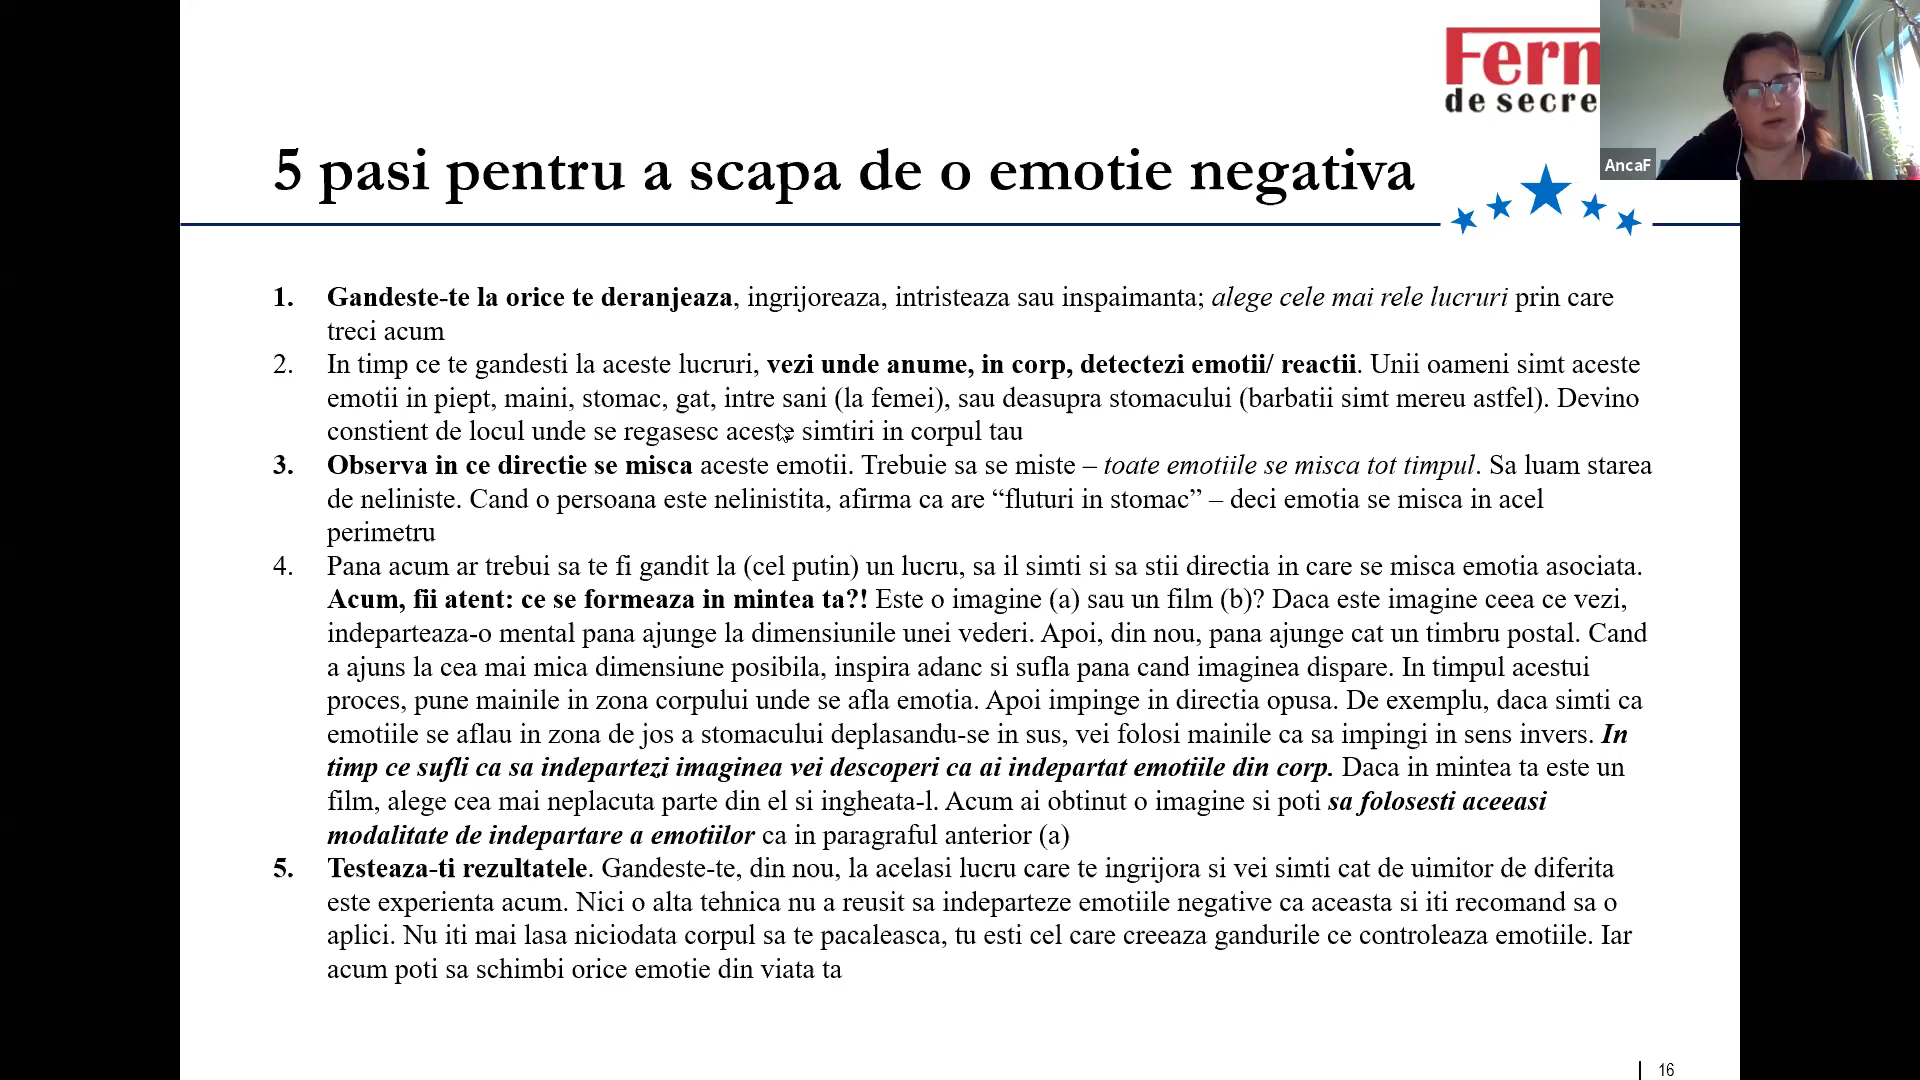 Fern
de secre
AncaF
5 pasi pentru a scapa de o emotie negativa
1. Gandeste-te la orice te deranjeaza, ingrijoreaza, intristeaza sau inspaimanta; alege cele mai rele lucruri prin care
treci acum
2. In timp ce te gandesti la aceste lucruri, vezi unde anume, in corp, detectezi emotii/ reactii. Unii oameni simt aceste
emotii in piept, maini, stomac, gat, intre sani (la femei), sau deasupra stomacului (barbatii simt mereu astfel). Devino
constient de locul unde se regasesc aceste simtiri in corpul tau
3. Observa in ce directie se misca aceste emotii. Trebuie sa se miste – toate emotiile se misca tot timpul. Sa luam starea
de neliniste. Cand o persoana este nelinistita, afirma ca are “fluturi in stomac” – deci emotia se misca in acel
perimetru
4. Pana acum ar trebui sa te fi gandit la (cel putin) un lucru, sa il simti si sa stii directia in care se misca emotia asociata.
Acum, fii atent: ce se formeaza in mintea ta?! Este o imagine (a) sau un film (b)? Daca este imagine ceea ce vezi,
indeparteaza-o mental pana ajunge la dimensiunile unei vederi. Apoi, din nou, pana ajunge cat un timbru postal. Cand
a ajuns la cea mai mica dimensiune posibila, inspira adanc si sufla pana cand imaginea dispare. In timpul acestui
proces, pune mainile in zona corpului unde se afla emotia. Apoi impinge in directia opusa. De exemplu, daca simti ca
emotiile se aflau in zona de jos a stomacului deplasandu-se in sus, vei folosi mainile ca sa impingi in sens invers. In
timp ce sufli ca sa indepartezi imaginea vei descoperi ca ai indepartat emotiile din corp. Daca in mintea ta este un
film, alege cea mai neplacuta parte din el si ingheata-l. Acum ai obtinut o imagine si poti sa folosesti aceeasi
modalitate de indepartare a emotiilor ca in paragraful anterior (a)
5. Testeaza-ti rezultatele. Gandeste-te, din nou, la acelasi lucru care te ingrijora si vei simti cat de uimitor de diferita
este experienta acum. Nici o alta tehnica nu a reusit sa indeparteze emotiile negative ca aceasta si iti recomand sa o
aplici. Nu iti mai lasa niciodata corpul sa te pacaleasca, tu esti cel care creeaza gandurile ce controleaza emotiile. Iar
acum poti sa schimbi orice emotie din viata ta
16